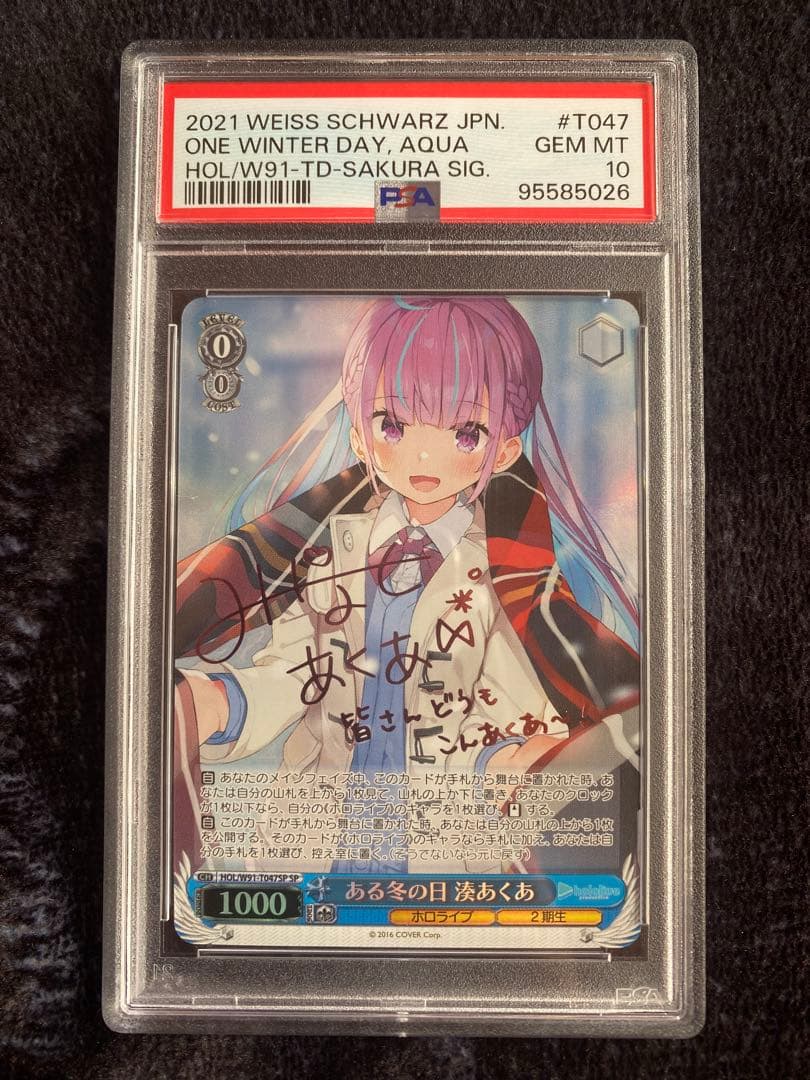 2021 WEISS SCHWARZ JPN. #T047
ONE WINTER DAY, AQUA GEM MT
HOL/W91-TD-SAKURA SIG. 10
PSA 95585026
LEVEL
0
0
COST
みなと
あくあ
皆さんどうも
こんあくあ〜
【自】 あなたのメインフェイズ中、このカードが手札から舞台に置かれた時、あ
なたは自分の山札を上から1枚見て、山札の上か下に置き、あなたのクロック
が1枚以下なら、自分の《ホロライブ》のキャラを1枚選び、する。
【自】 このカードが手札から舞台に置かれた時、あなたは自分の山札の上から1枚
を公開する。そのカードが《ホロライブ》のキャラなら手札に加え、あなたは自
分の手札を1枚選び、控え室に置く。(そうでないなら元に戻す)
CH HOL/W91-T047SP SP
1000 ある冬の日 湊あくあ hololive production
ホロライブ 2期生
© 2016 COVER Corp.
PSA